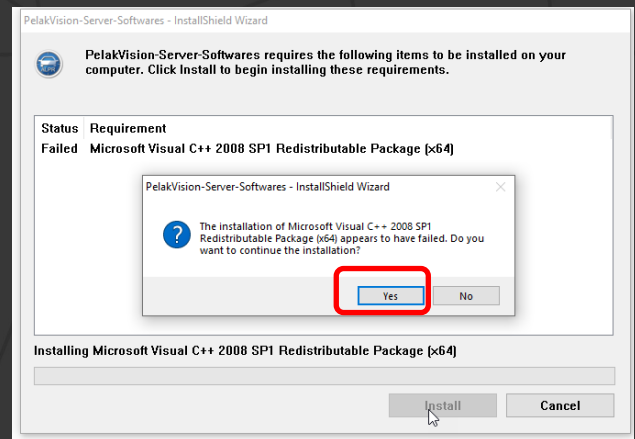 PelakVision-Server-Softwares - InstallShield Wizard
PelakVision-Server-Softwares requires the following items to be installed on your
computer. Click Install to begin installing these requirements.
Status Requirement
Failed Microsoft Visual C++ 2008 SP1 Redistributable Package (x64)
PelakVision-Server-Softwares - InstallShield Wizard
The installation of Microsoft Visual C++ 2008 SP1
Redistributable Package (x64) appears to have failed. Do you
want to continue the installation?
Yes No
Installing Microsoft Visual C++ 2008 SP1 Redistributable Package (x64)
Install Cancel